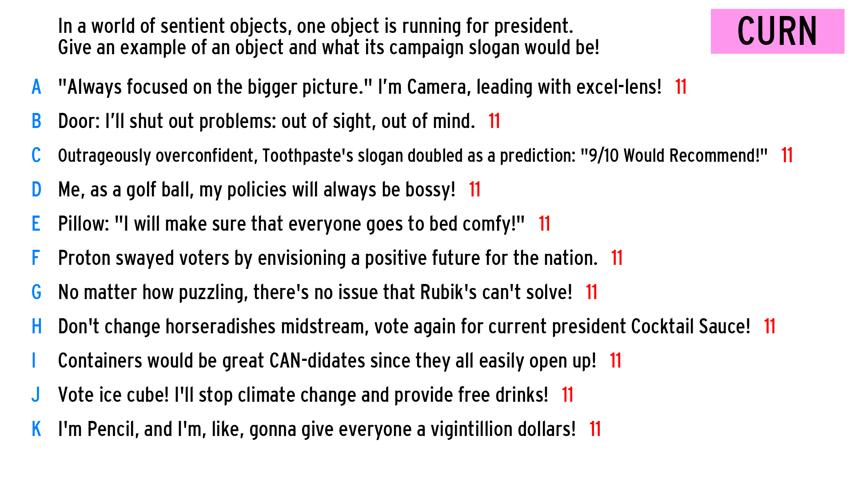 In a world of sentient objects, one object is running for president.
Give an example of an object and what its campaign slogan would be!
CURN
A "Always focused on the bigger picture." I'm Camera, leading with excel-lens! 11
B Door: I'll shut out problems: out of sight, out of mind. 11
C Outrageously overconfident, Toothpaste's slogan doubled as a prediction: "9/10 Would Recommend!" 11
D Me, as a golf ball, my policies will always be bossy! 11
E Pillow: "I will make sure that everyone goes to bed comfy!" 11
F Proton swayed voters by envisioning a positive future for the nation. 11
G No matter how puzzling, there's no issue that Rubik's can't solve! 11
H Don't change horseradishes midstream, vote again for current president Cocktail Sauce! 11
I Containers would be great CAN-didates since they all easily open up! 11
J Vote ice cube! I'll stop climate change and provide free drinks! 11
K I'm Pencil, and I'm, like, gonna give everyone a vigintillion dollars! 11